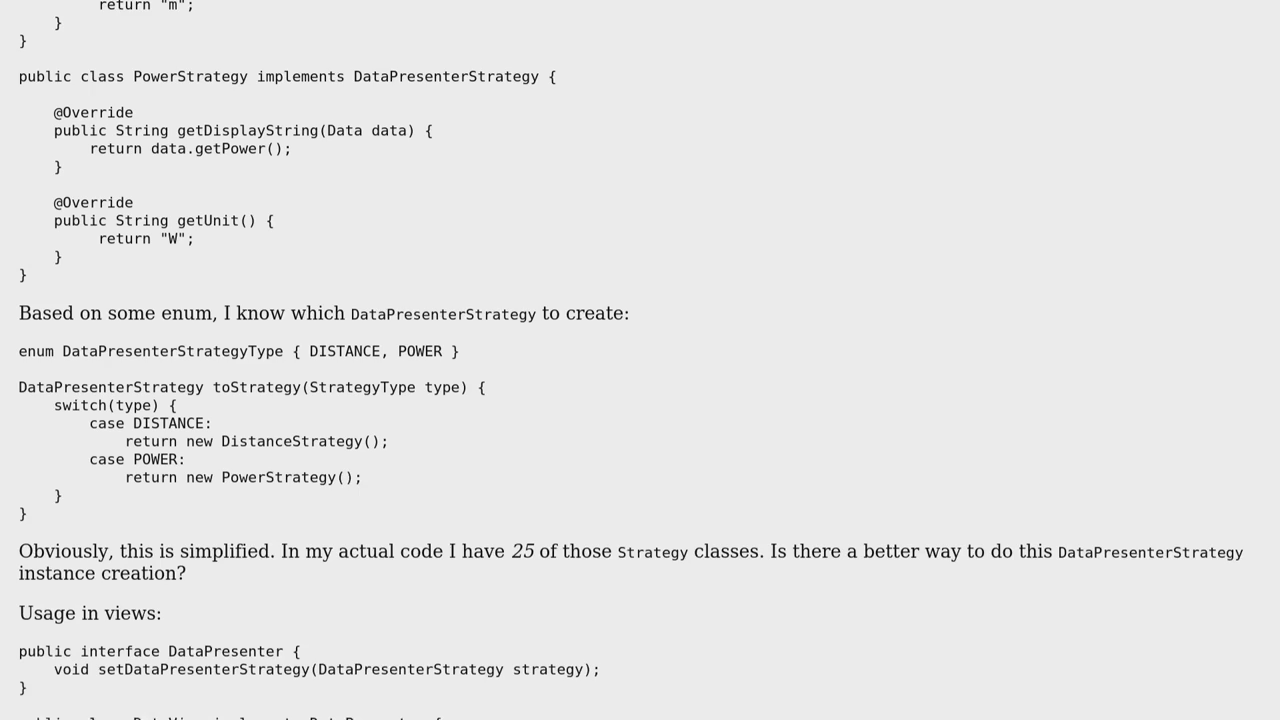 return "m";
    }
}
public class PowerStrategy implements DataPresenterStrategy {
    @Override
    public String getDisplayString(Data data) {
        return data.getPower();
    }
    @Override
    public String getUnit() {
         return "W";
    }
}
Based on some enum, I know which DataPresenterStrategy to create:
enum DataPresenterStrategyType { DISTANCE, POWER }
DataPresenterStrategy toStrategy(StrategyType type) {
    switch(type) {
        case DISTANCE:
            return new DistanceStrategy();
        case POWER:
            return new PowerStrategy();
    }
}
Obviously, this is simplified. In my actual code I have 25 of those Strategy classes. Is there a better way to do this DataPresenterStrategy
instance creation?
Usage in views:
public interface DataPresenter {
    void setDataPresenterStrategy(DataPresenterStrategy strategy);
}